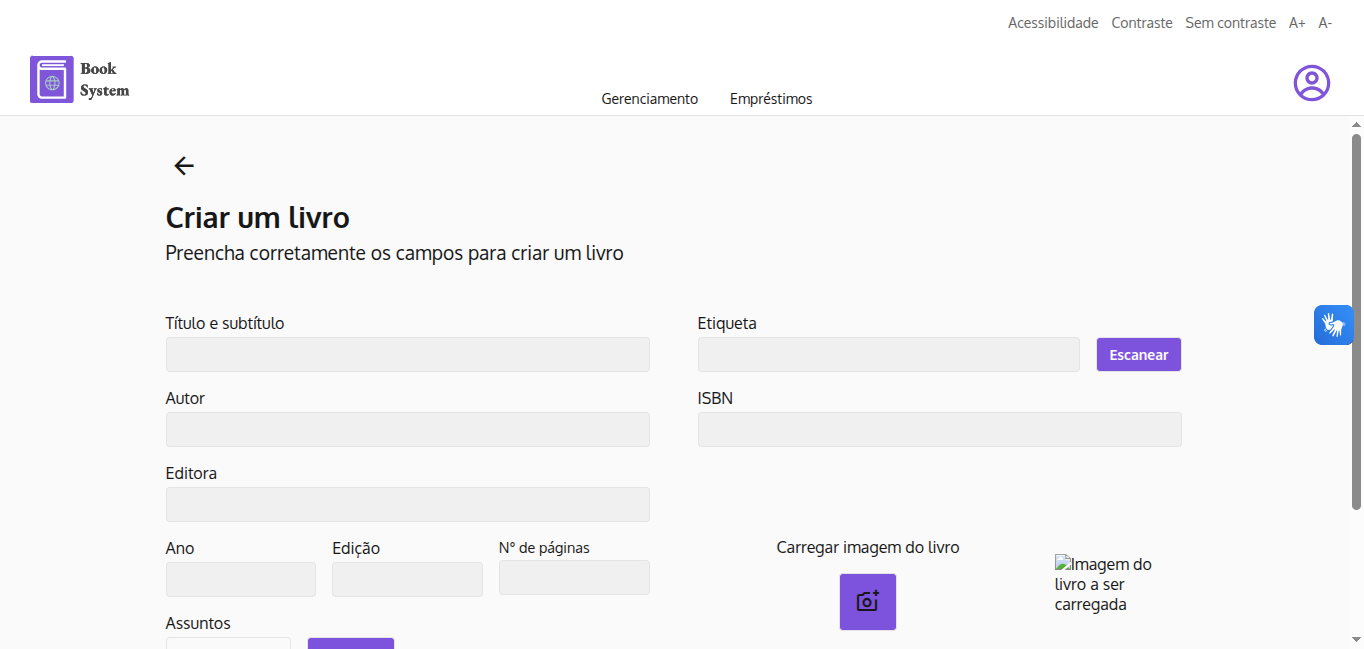 Acessibilidade Contraste Sem contraste A+ A-
Book
System
Gerenciamento Empréstimos
Criar um livro
Preencha corretamente os campos para criar um livro
Título e subtítulo
Etiqueta
Escanear
Autor
ISBN
Editora
Ano
Edição
N° de páginas
Carregar imagem do livro
Imagem do
livro a ser
carregada
Assuntos